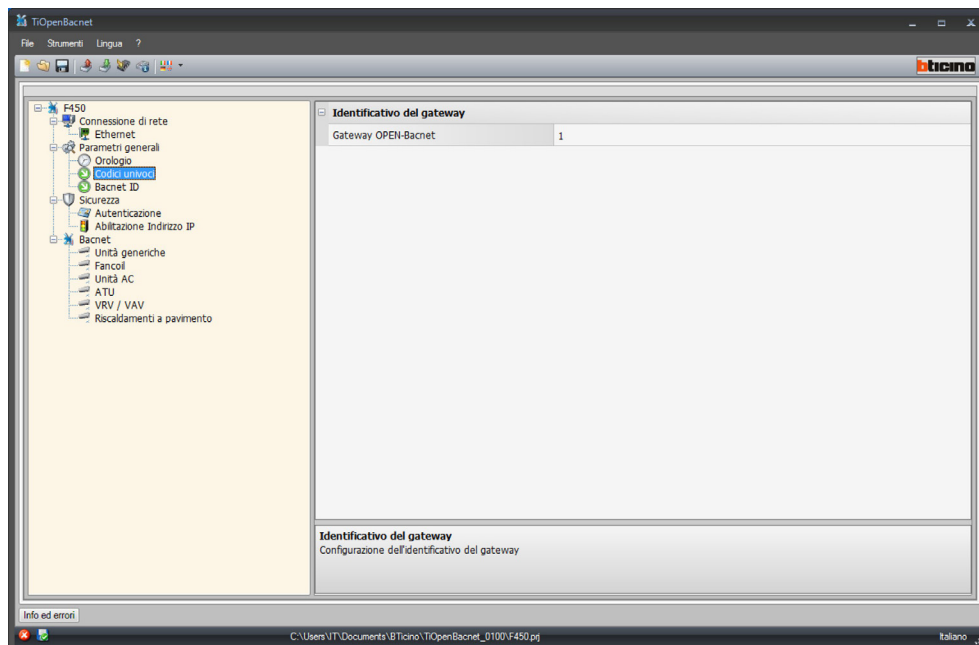 TiOpenBacnet
File Strumenti Lingua ?
bticino
F450
Connessione di rete
Ethernet
Parametri generali
Orologio
Codici univoci
Bacnet ID
Sicurezza
Autenticazione
Abilitazione Indirizzo IP
Bacnet
Unità generiche
Fancoil
Unità AC
ATU
VRV / VAV
Riscaldamenti a pavimento
Identificativo del gateway
Gateway OPEN-Bacnet 1
Identificativo del gateway
Configurazione dell'identificativo del gateway
Info ed errori
C:\Users\IT\Documents\BTicino\TiOpenBacnet_0100\F450.prj Italiano